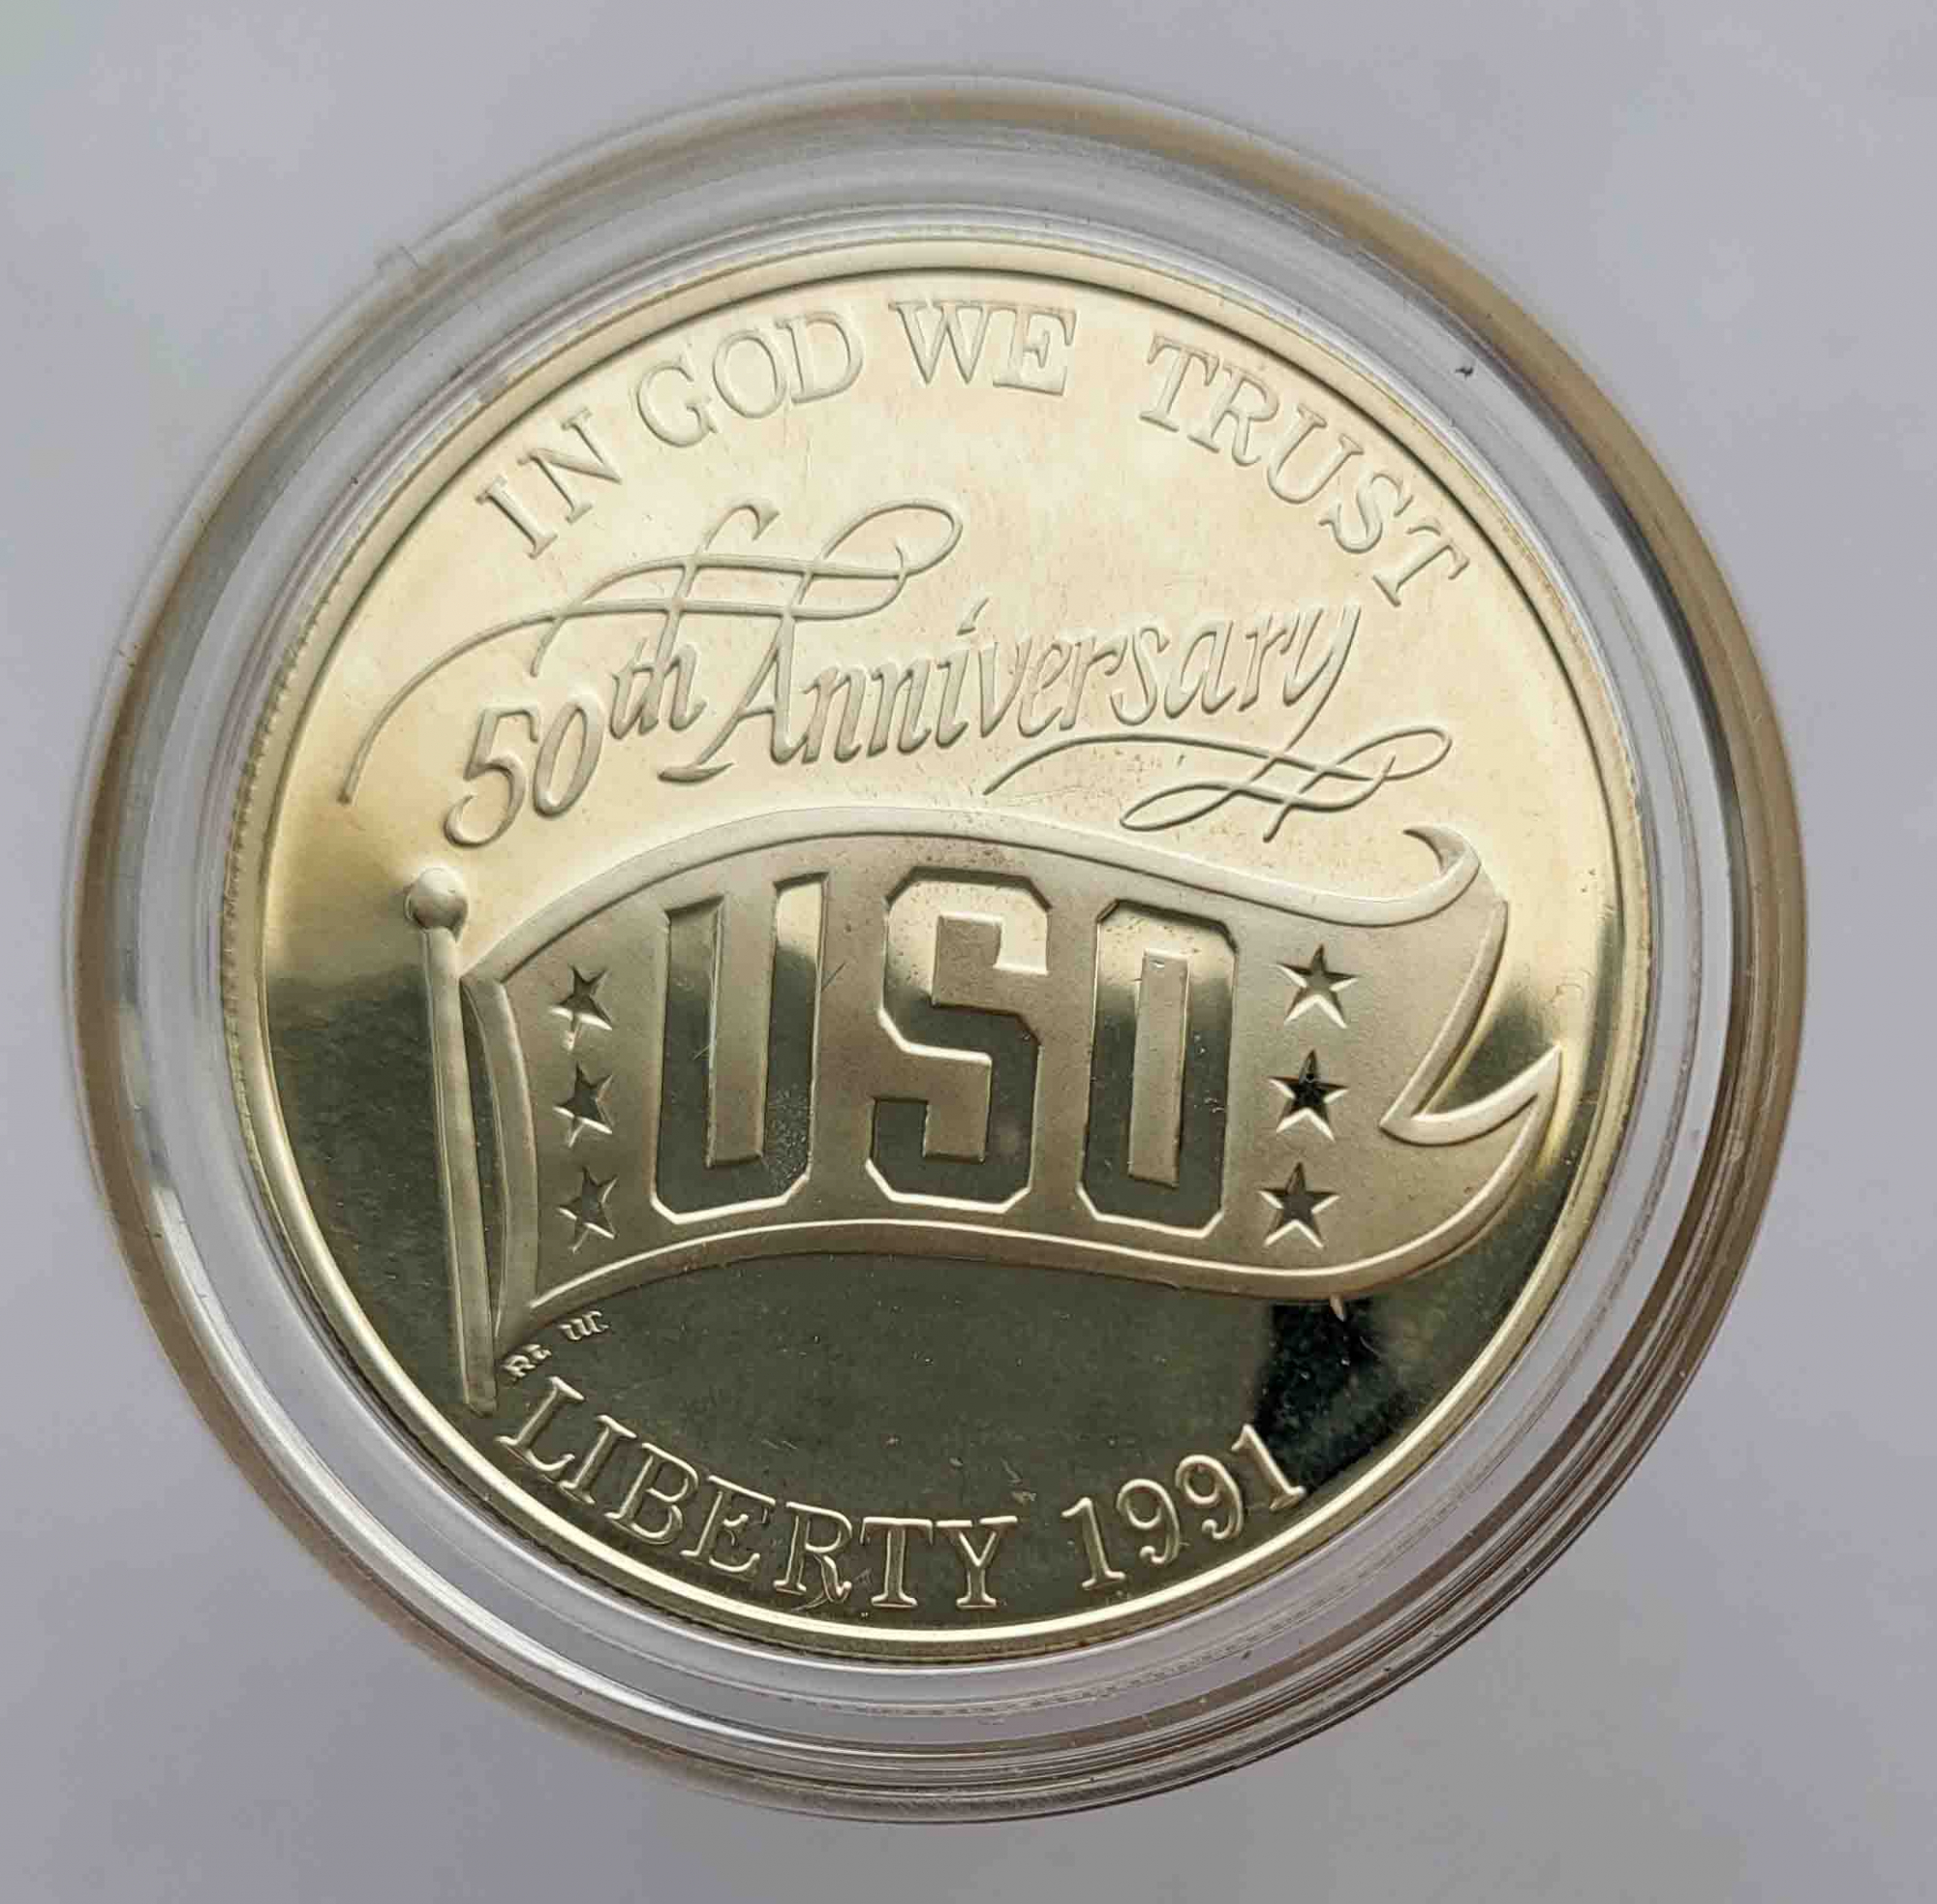 IN GOD WE TRUST
50th Anniversary
USO
LIBERTY 1991